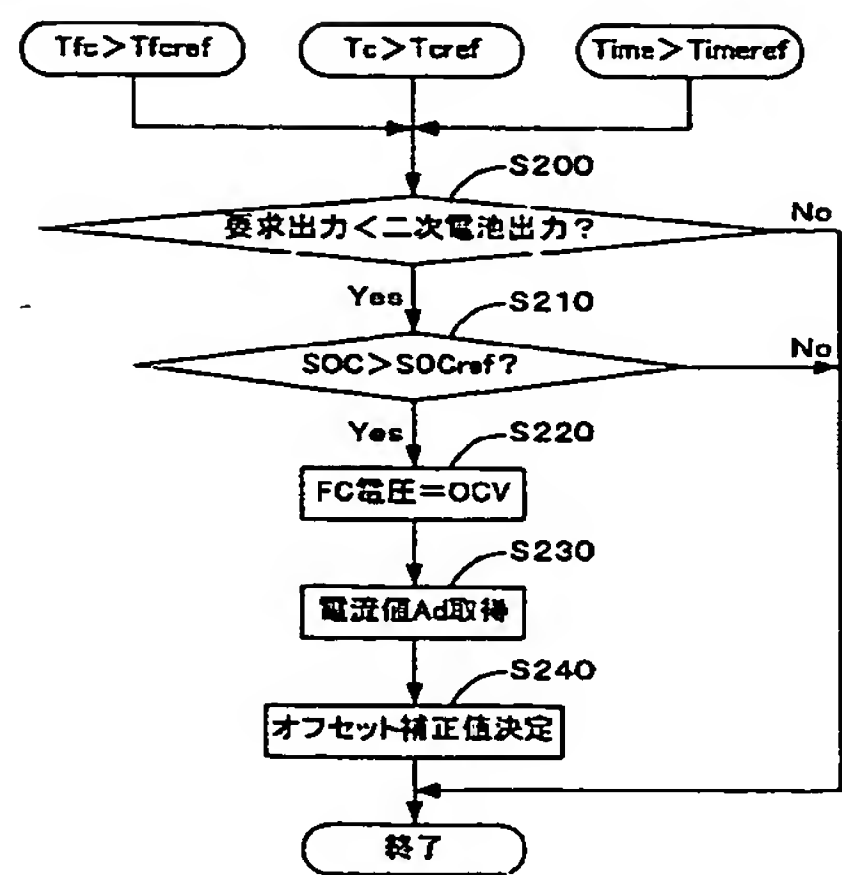 Tfc>Tfcref
Tc>Tcref
Time>Timeref
S200
要求出力<二次電池出力?
No
Yes
S210
SOC>SOCref?
No
Yes
S220
FC電圧=OCV
S230
電流値Ad取得
S240
オフセット補正値決定
終了